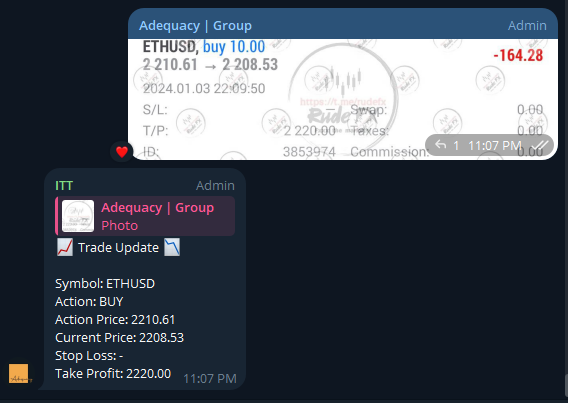 Adequacy | Group Admin
ETHUSD, buy 10.00
-164.28
2 210.61 → 2 208.53
2024.01.03 22:09:50
https://t.me/rudefx
RudeFX
S/L: – Swap: 0.00
T/P: 2 220.00 Taxes: 0.00
ID: 3853974 Commission: 0.00
1 11:07 PM
ITT Admin
Adequacy | Group
Photo
Trade Update
Symbol: ETHUSD
Action: BUY
Action Price: 2210.61
Current Price: 2208.53
Stop Loss: -
Take Profit: 2220.00
11:07 PM